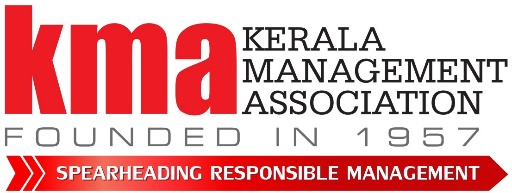 kma
KERALA
MANAGEMENT
ASSOCIATION
FOUNDED IN 1957
SPEARHEADING RESPONSIBLE MANAGEMENT